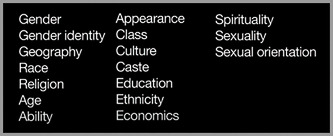 Gender
Gender identity
Geography
Race
Religion
Age
Ability
Appearance
Class
Culture
Caste
Education
Ethnicity
Economics
Spirituality
Sexuality
Sexual orientation